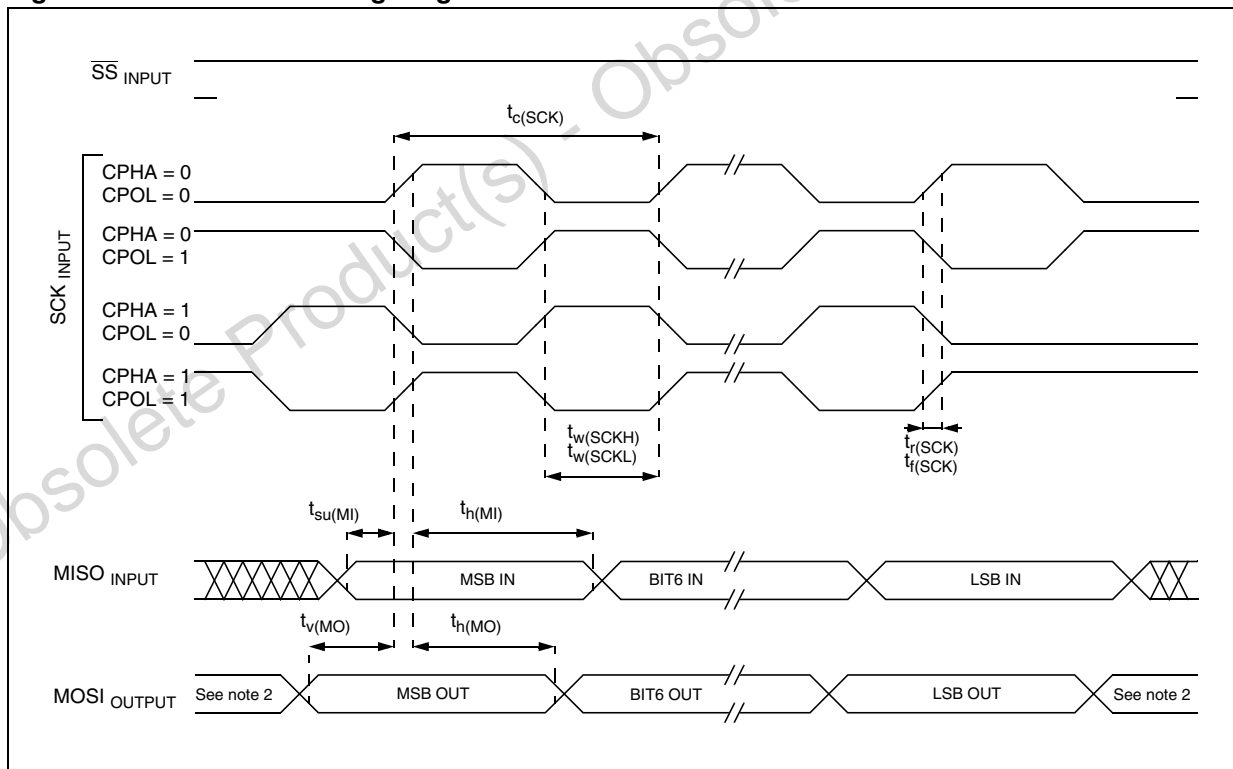 SS INPUT
tc(SCK)
SCK INPUT
CPHA = 0
CPOL = 0
CPHA = 0
CPOL = 1
CPHA = 1
CPOL = 0
CPHA = 1
CPOL = 1
tw(SCKH)
tw(SCKL)
tr(SCK)
tf(SCK)
tsu(MI)
th(MI)
MISO INPUT
MSB IN
BIT6 IN
LSB IN
tv(MO)
th(MO)
MOSI OUTPUT
See note 2
MSB OUT
BIT6 OUT
LSB OUT
See note 2
Obsolete Product(s) - Obsol